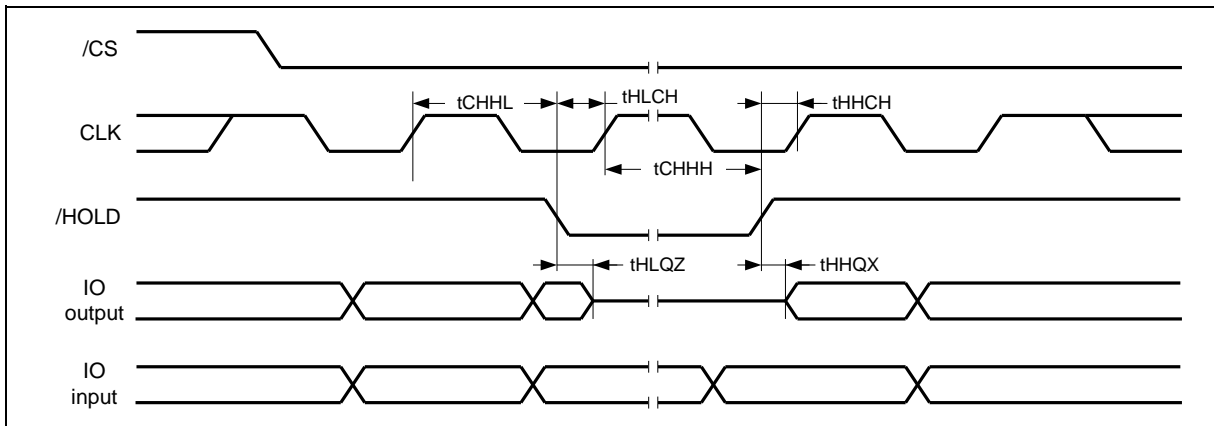 /CS
tCHHL
tHLCH
tHHCH
CLK
tCHHH
/HOLD
tHLQZ
tHHQX
IO
output
IO
input